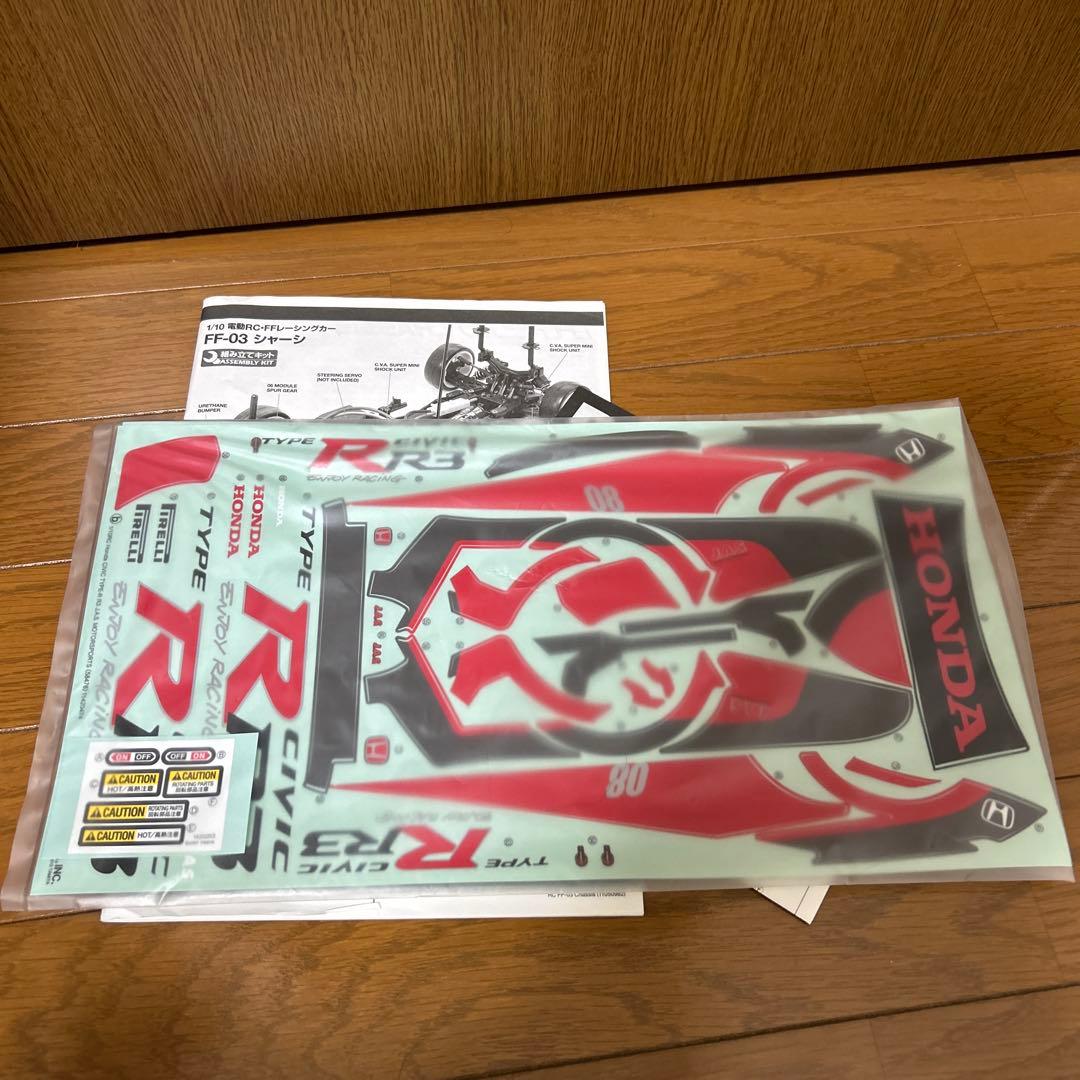 1/10 電動RC・FFレーシングカー
FF-03 シャーシ
組み立てキット
ASSEMBLY KIT
C.V.A. SUPER MINI
SHOCK UNIT
C.V.A. SUPER MINI
SHOCK UNIT
STEERING SERVO
(NOT INCLUDED)
06 MODULE
SPUR GEAR
URETHANE
BUMPER
TYPE
R
CIVIC
R3
ENJOY RACING
PIRELLI
PIRELLI
HONDA
HONDA
HONDA
TYPE
R
ENJOY RACING
TYPE
R
ENJOY RACING
CIVIC
R3
JAS
JAS
08
08
HONDA
TYPE
R
CIVIC
R3
ON OFF
OFF ON
CAUTION
HOT/高熱注意
CAUTION
ROTATING PARTS
回転部品注意
CAUTION
ROTATING PARTS
回転部品注意
CAUTION
HOT/高熱注意
INC.